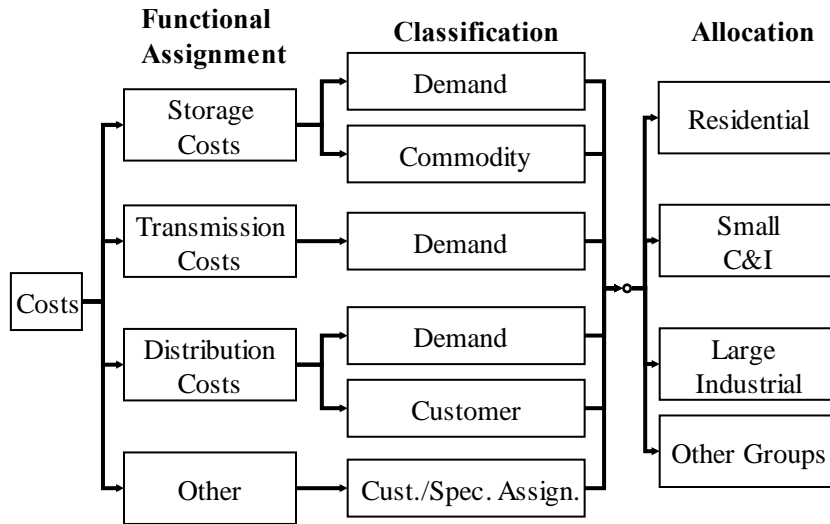 Functional
Assignment
Classification
Allocation
Costs
Storage
Costs
Transmission
Costs
Distribution
Costs
Other
Demand
Commodity
Demand
Demand
Customer
Cust./Spec. Assign.
Residential
Small
C&I
Large
Industrial
Other Groups